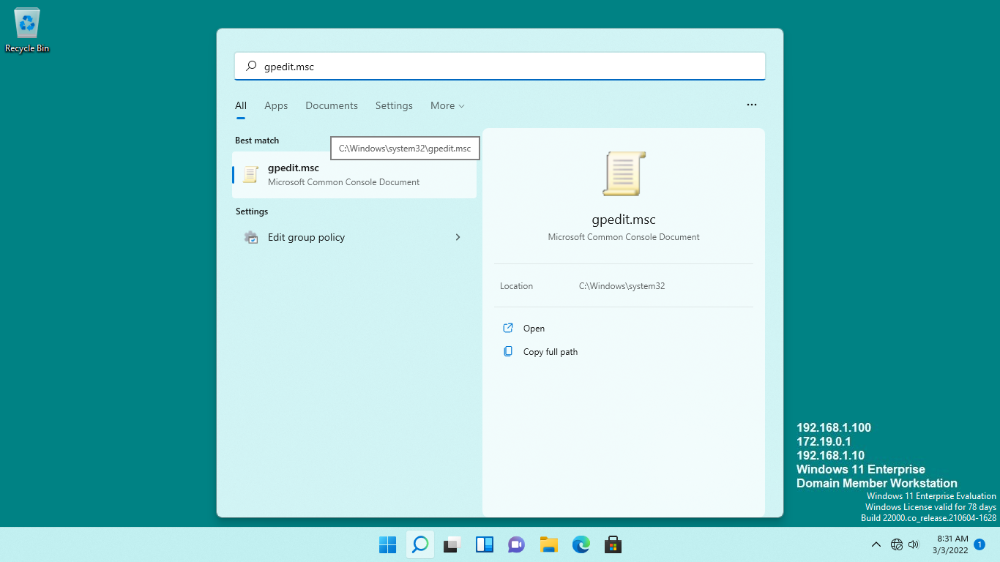 Recycle Bin
gpedit.msc
All Apps Documents Settings More
Best match
C:\Windows\system32\gpedit.msc
gpedit.msc
Microsoft Common Console Document
Settings
Edit group policy
gpedit.msc
Microsoft Common Console Document
Location C:\Windows\system32
Open
Copy full path
192.168.1.100
172.19.0.1
192.168.1.10
Windows 11 Enterprise
Domain Member Workstation
Windows 11 Enterprise Evaluation
Windows License valid for 78 days
Build 22000.co_release.210604-1628
8:31 AM
3/3/2022
1